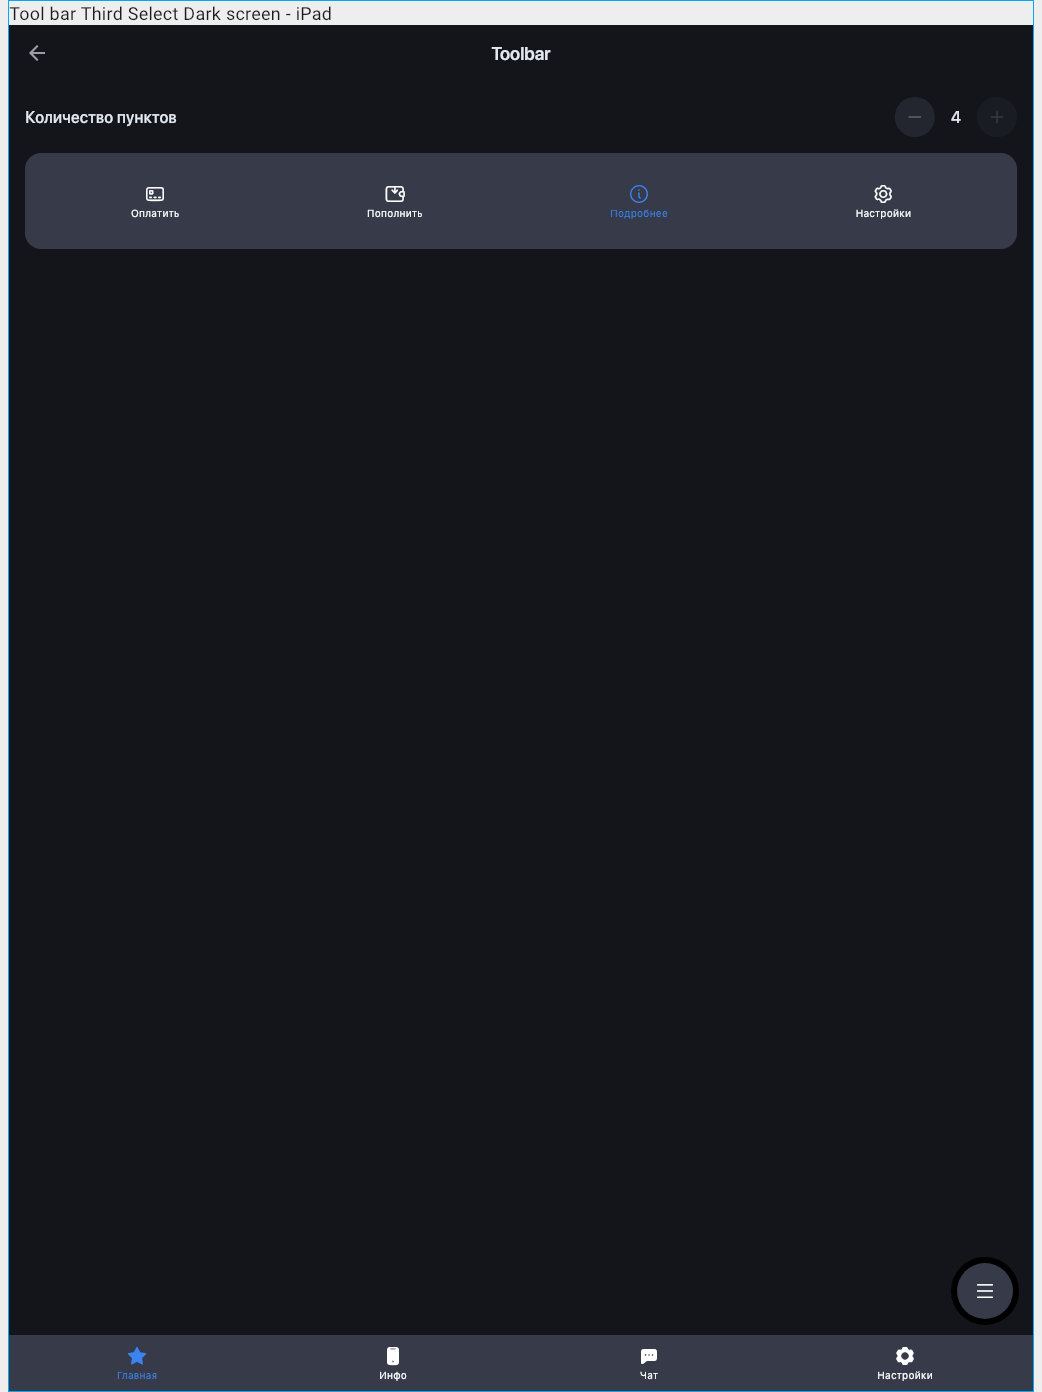 Tool bar Third Select Dark screen - iPad
Toolbar
Количество пунктов
4
Оплатить
Пополнить
Подробнее
Настройки
Главная
Инфо
Чат
Настройки